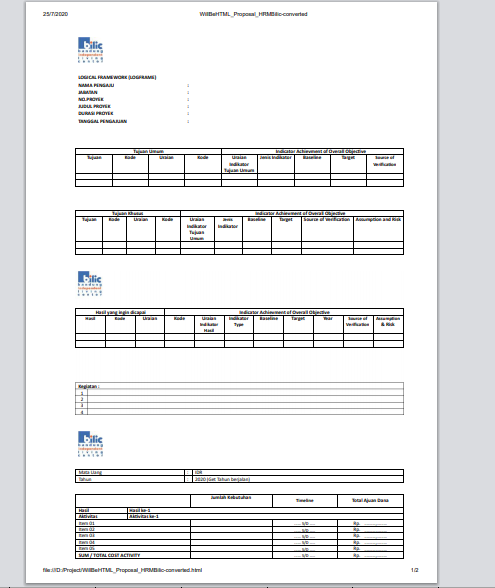 25/7/2020 WillBeHTML_Proposal_HRMBilic-converted
bilic
bandung
independent
living
center
LOGICAL FRAMEWORK (LOGFRAME)
NAMA PENGAJU :
JABATAN :
NO.PROYEK :
JUDUL PROYEK :
DURASI PROYEK :
TANGGAL PENGAJUAN :
Tujuan Umum Indicator Achievment of Overall Objective
Tujuan Kode Uraian Kode Uraian Indikator Tujuan Umum Jenis Indikator Baseline Target Source of Verification
Tujuan Khusus Indicator Achievment of Overall Objective
Tujuan Kode Uraian Kode Uraian Indikator Tujuan Umum Jenis Indikator Baseline Target Source of Verification Assumption and Risk
bilic
bandung
independent
living
center
Hasil yang ingin dicapai Indicator Achievment of Overall Objective
Hasil Kode Uraian Kode Uraian Indikator Hasil Indikator Type Baseline Target Year Source of Verification Assumption & Risk
Kegiatan :
1
2
3
4
bilic
bandung
independent
living
center
Mata Uang : IDR
Tahun : 2020 (Get Tahun berjalan)
Jumlah Kebutuhan Timeline Total Ajuan Dana
Hasil Hasil ke-1
Aktivitas Aktivitas ke-1
Item 01 .... S/D .... Rp. ..............
Item 02 .... S/D .... Rp. ..............
Item 03 .... S/D .... Rp. ..............
Item 04 .... S/D .... Rp. ..............
Item 05 .... S/D .... Rp. ..............
SUM / TOTAL COST ACTIVITY .... S/D .... Rp. ..............
file:///D:/Project/WillBeHTML_Proposal_HRMBilic-converted.html 1/2